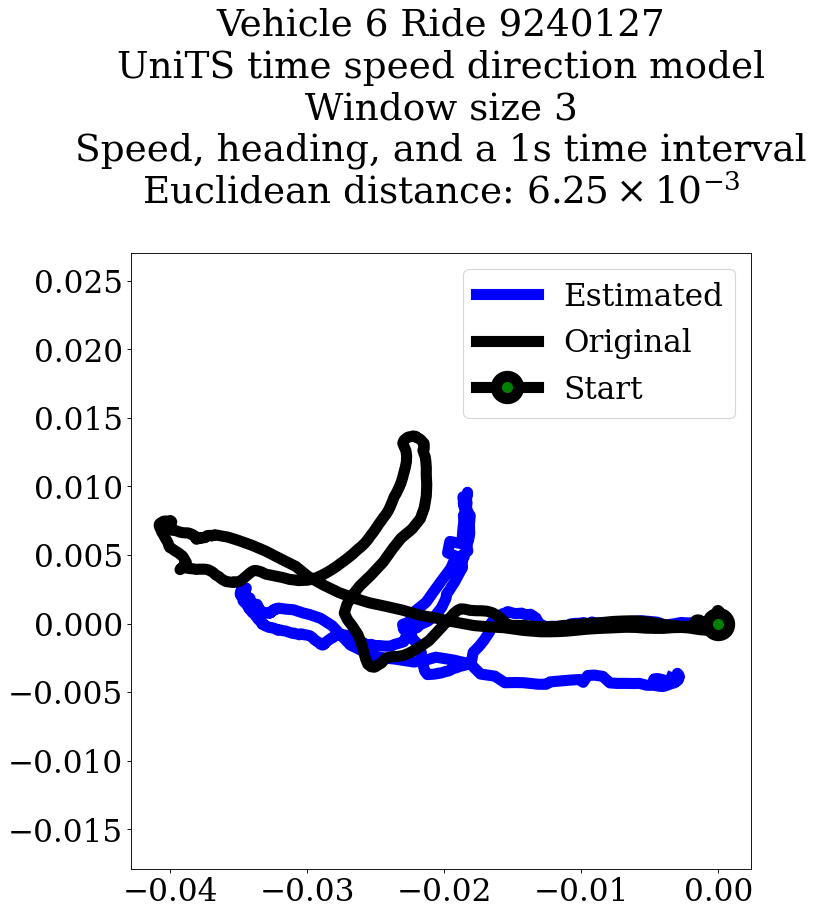 Vehicle 6 Ride 9240127
UniTS time speed direction model
Window size 3
Speed, heading, and a 1s time interval
Euclidean distance: 6.25 × 10⁻³
Estimated
Original
Start
0.025
0.020
0.015
0.010
0.005
0.000
−0.005
−0.010
−0.015
−0.04 −0.03 −0.02 −0.01 0.00